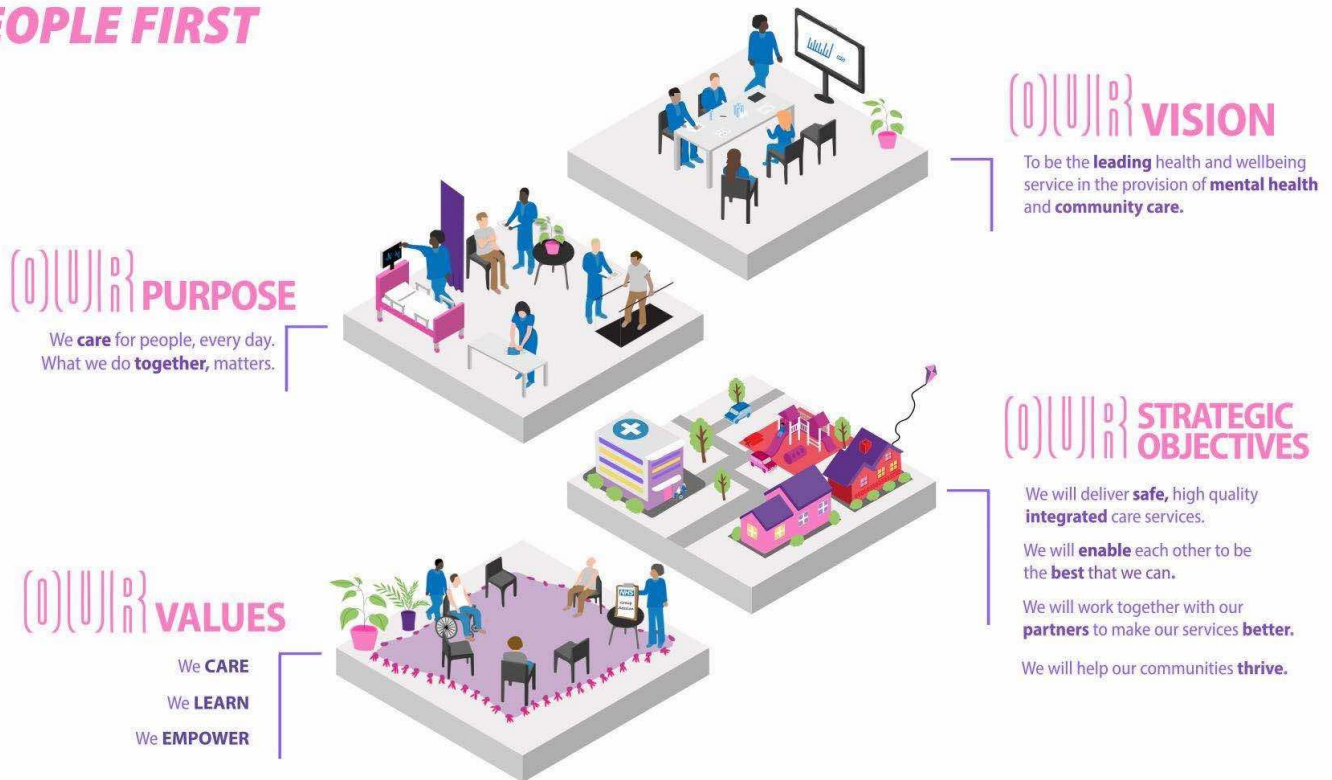 EOPLE FIRST
OUR VISION
To be the leading health and wellbeing
service in the provision of mental health
and community care.
OUR PURPOSE
We care for people, every day.
What we do together, matters.
OUR STRATEGIC
OBJECTIVES
We will deliver safe, high quality
integrated care services.
We will enable each other to be
the best that we can.
We will work together with our
partners to make our services better.
We will help our communities thrive.
OUR VALUES
We CARE
We LEARN
We EMPOWER
NHS